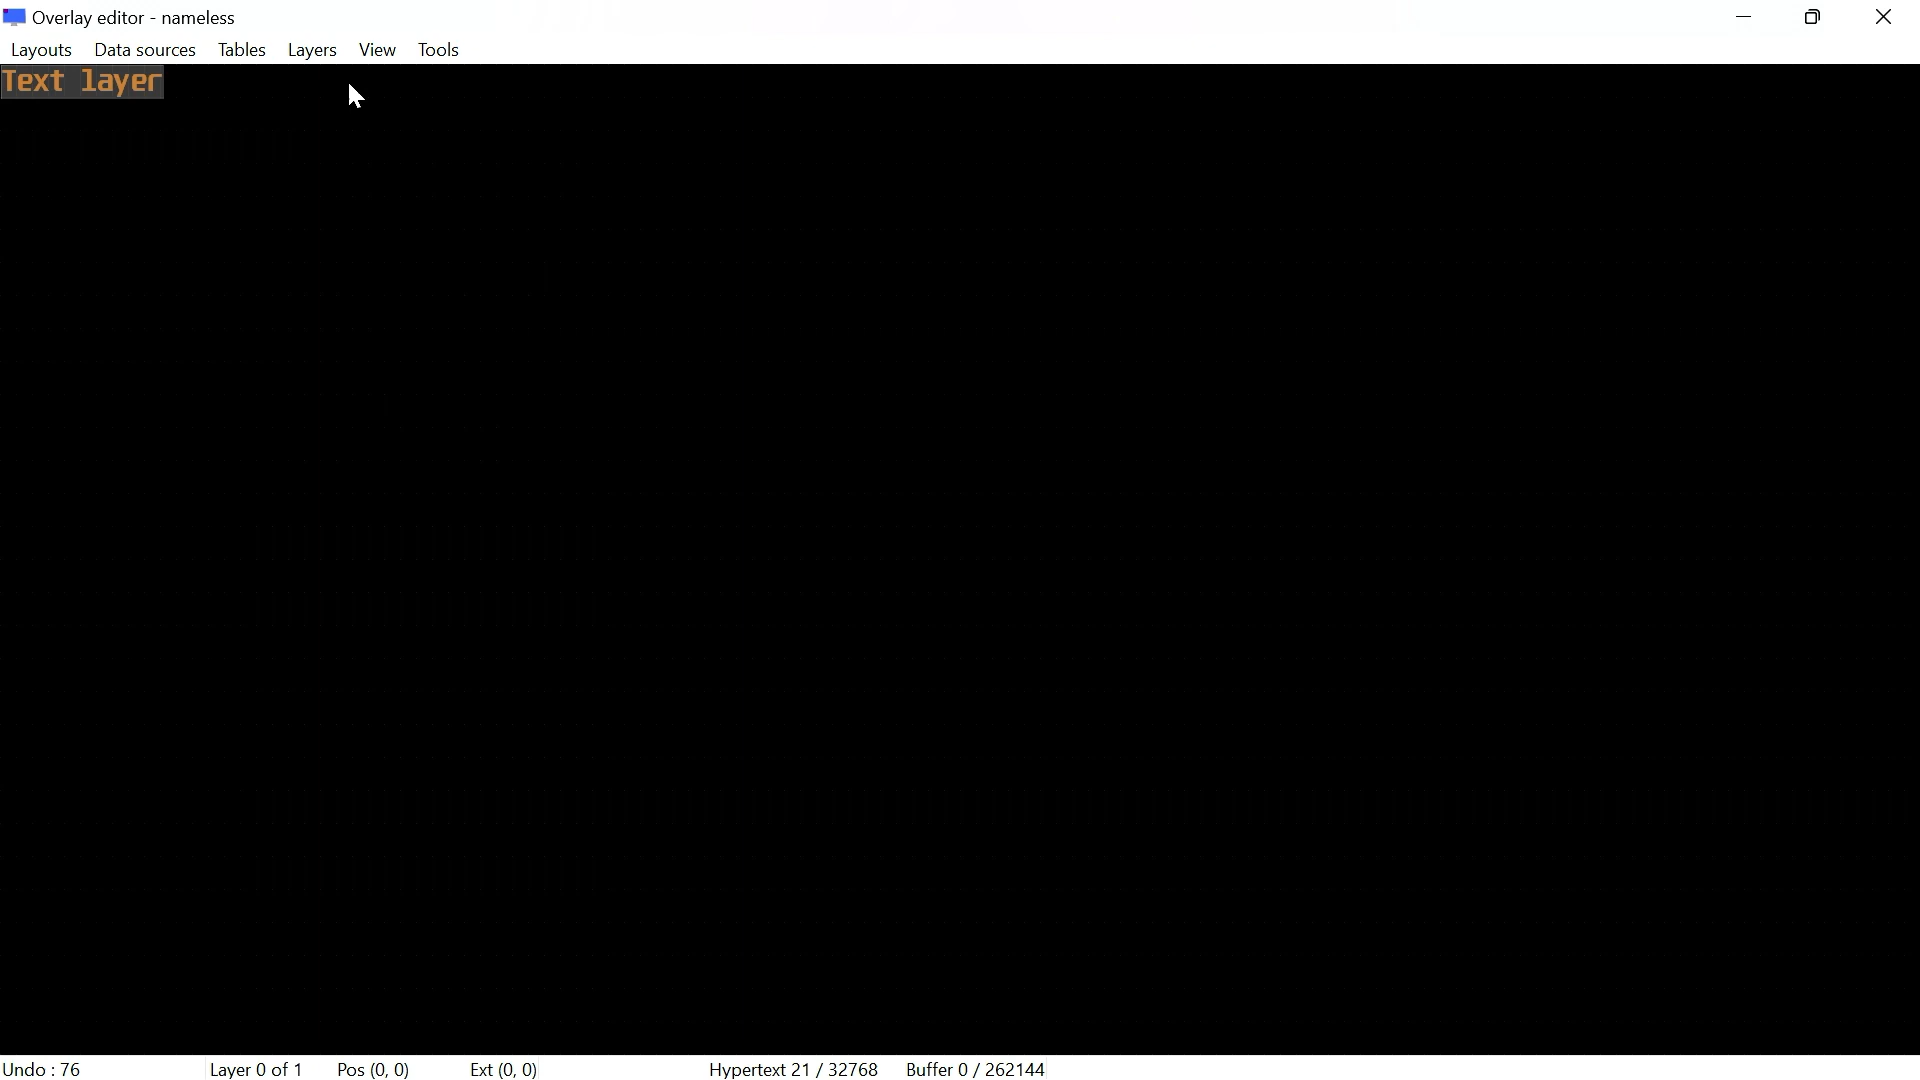 Overlay editor - nameless
Layouts Data sources Tables Layers View Tools
Text layer
Undo : 76 Layer 0 of 1 Pos (0, 0) Ext (0, 0) Hypertext 21 / 32768 Buffer 0 / 262144